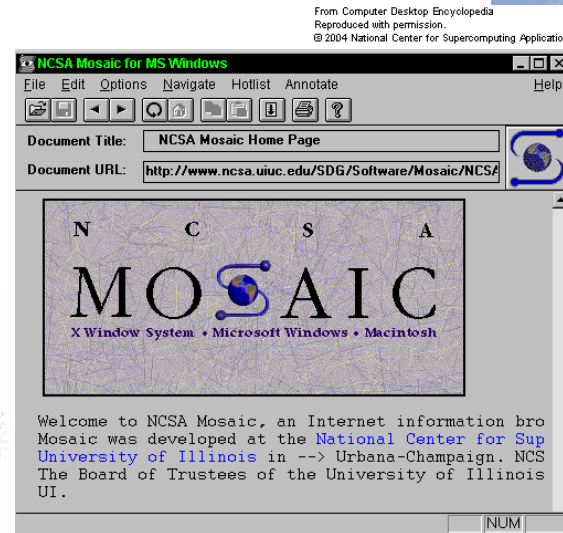 From Computer Desktop Encyclopedia
Reproduced with permission.
© 2004 National Center for Supercomputing Applicatio
NCSA Mosaic for MS Windows
File Edit Options Navigate Hotlist Annotate Help
Document Title: NCSA Mosaic Home Page
Document URL: http://www.ncsa.uiuc.edu/SDG/Software/Mosaic/NCSA
N C S A
MOSAIC
X Window System • Microsoft Windows • Macintosh
Welcome to NCSA Mosaic, an Internet information bro
Mosaic was developed at the National Center for Sup
University of Illinois in --> Urbana-Champaign. NCS
The Board of Trustees of the University of Illinois
UI.
NUM